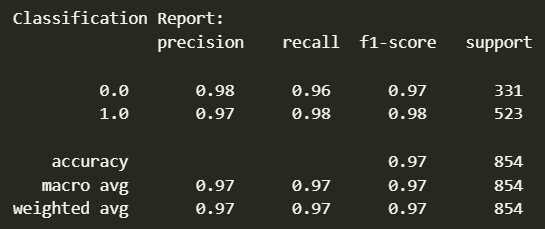 Classification Report:
precision recall f1-score support
0.0 0.98 0.96 0.97 331
1.0 0.97 0.98 0.98 523
accuracy 0.97 854
macro avg 0.97 0.97 0.97 854
weighted avg 0.97 0.97 0.97 854